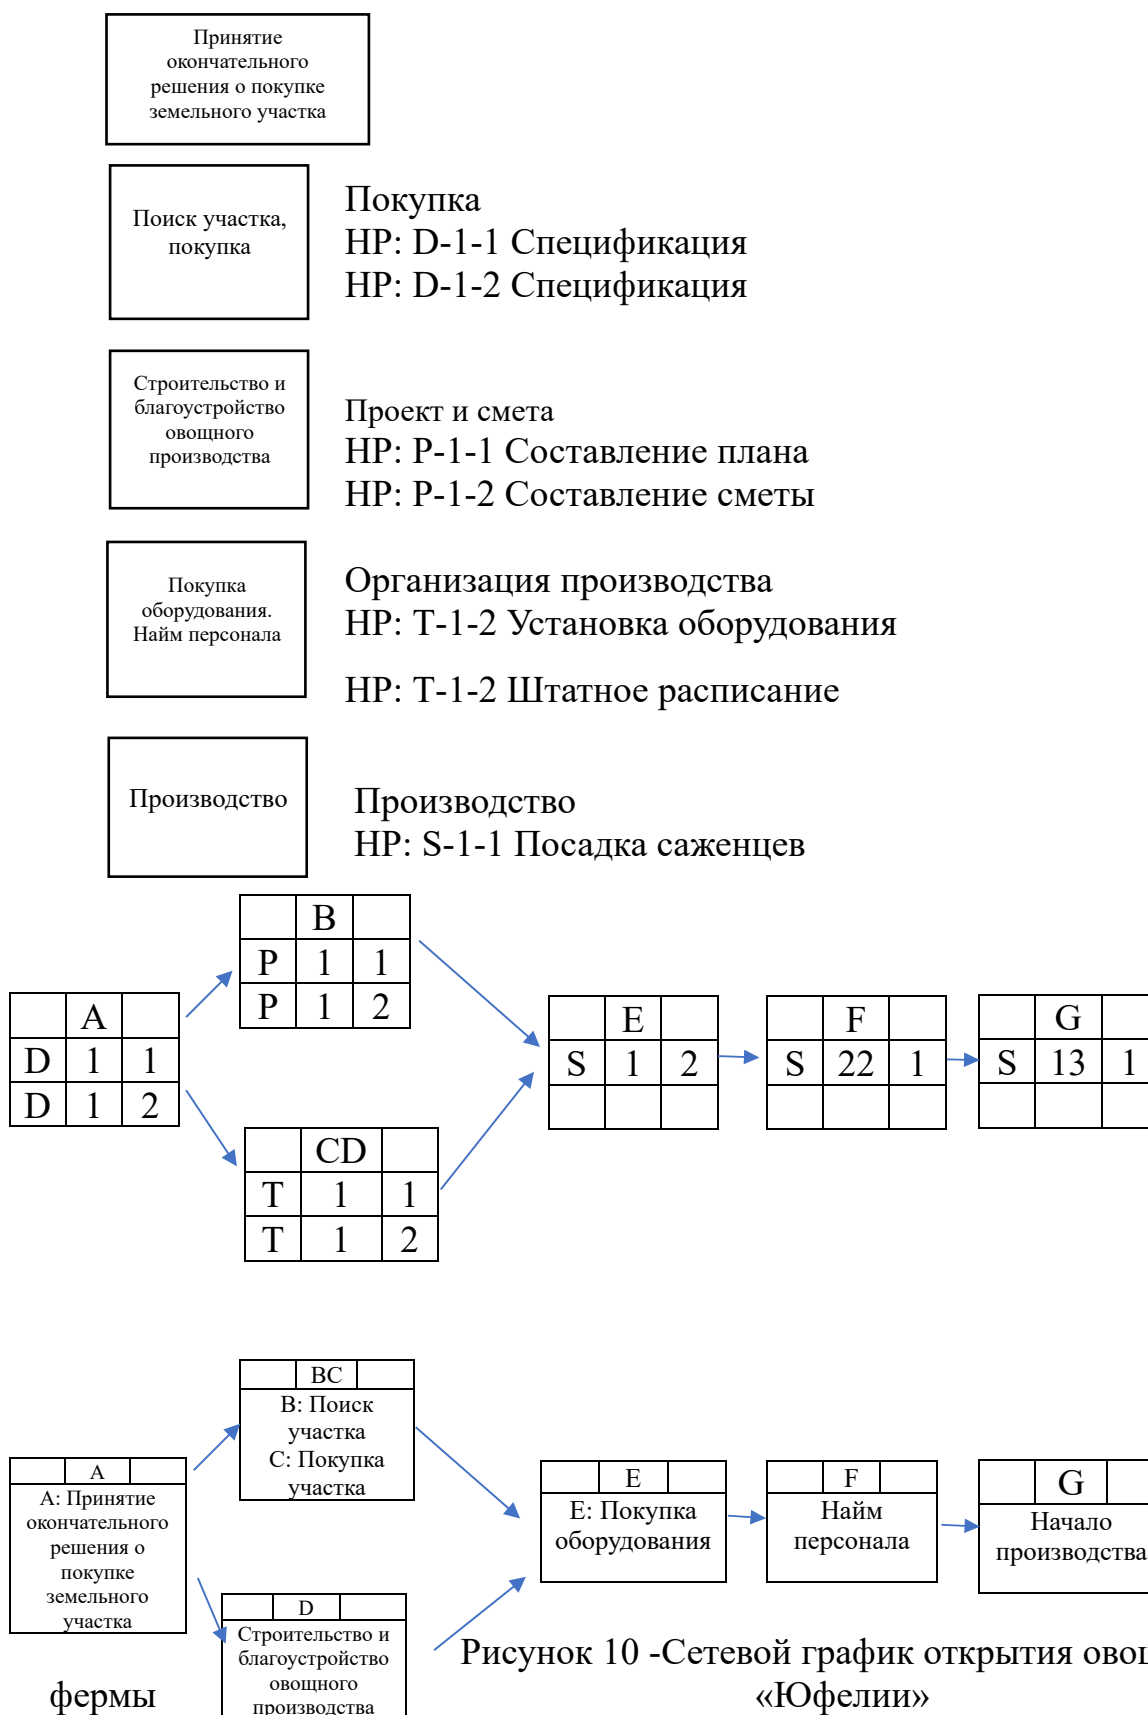 Принятие
окончательного
решения о покупке
земельного участка
Поиск участка,
покупка
Покупка
НР: D-1-1 Спецификация
НР: D-1-2 Спецификация
Строительство и
благоустройство
овощного
производства
Проект и смета
НР: Р-1-1 Составление плана
НР: Р-1-2 Составление сметы
Покупка
оборудования.
Найм персонала
Организация производства
НР: Т-1-2 Установка оборудования
НР: Т-1-2 Штатное расписание
Производство
Производство
НР: S-1-1 Посадка саженцев
B
P 1 1
P 1 2
A
D 1 1
D 1 2
CD
T 1 1
T 1 2
E
S 1 2
F
S 22 1
G
S 13 1
BC
В: Поиск
участка
С: Покупка
участка
A
А: Принятие
окончательного
решения о
покупке
земельного
участка
D
Строительство и
благоустройство
овощного
производства
E
Е: Покупка
оборудования
F
Найм
персонала
G
Начало
производства
Рисунок 10 -Сетевой график открытия
фермы «Юфелии»